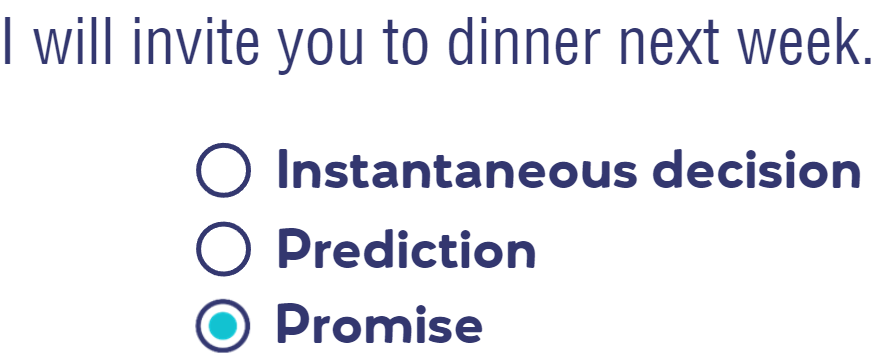 I will invite you to dinner next week.
Instantaneous decision
Prediction
Promise